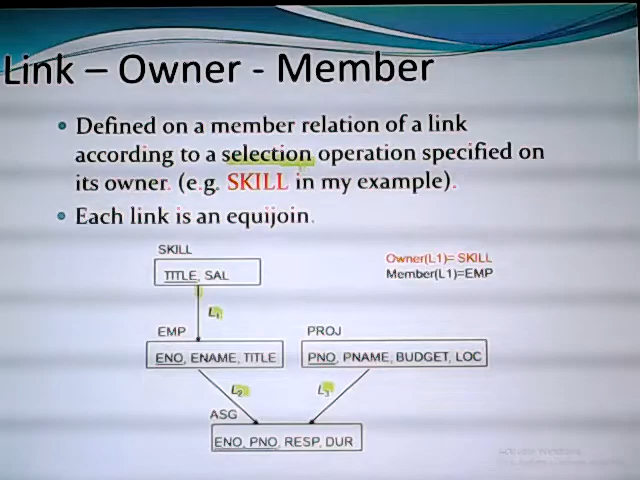 Link – Owner - Member
• Defined on a member relation of a link
according to a selection operation specified on
its owner. (e.g. SKILL in my example).
• Each link is an equijoin.
SKILL
TITLE, SAL
Owner(L1)= SKILL
Member(L1)=EMP
L1
EMP
ENO, ENAME, TITLE
PROJ
PNO, PNAME, BUDGET, LOC
L2
L3
ASG
ENO, PNO, RESP, DUR